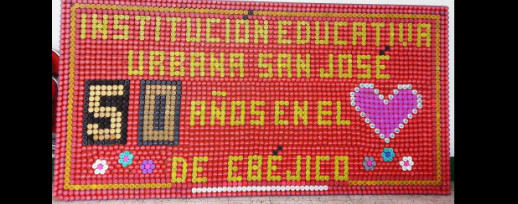 INSTITUCIÓN EDUCATIVA
URBANA SAN JOSÉ
50 AÑOS EN EL
DE EBÉJICO